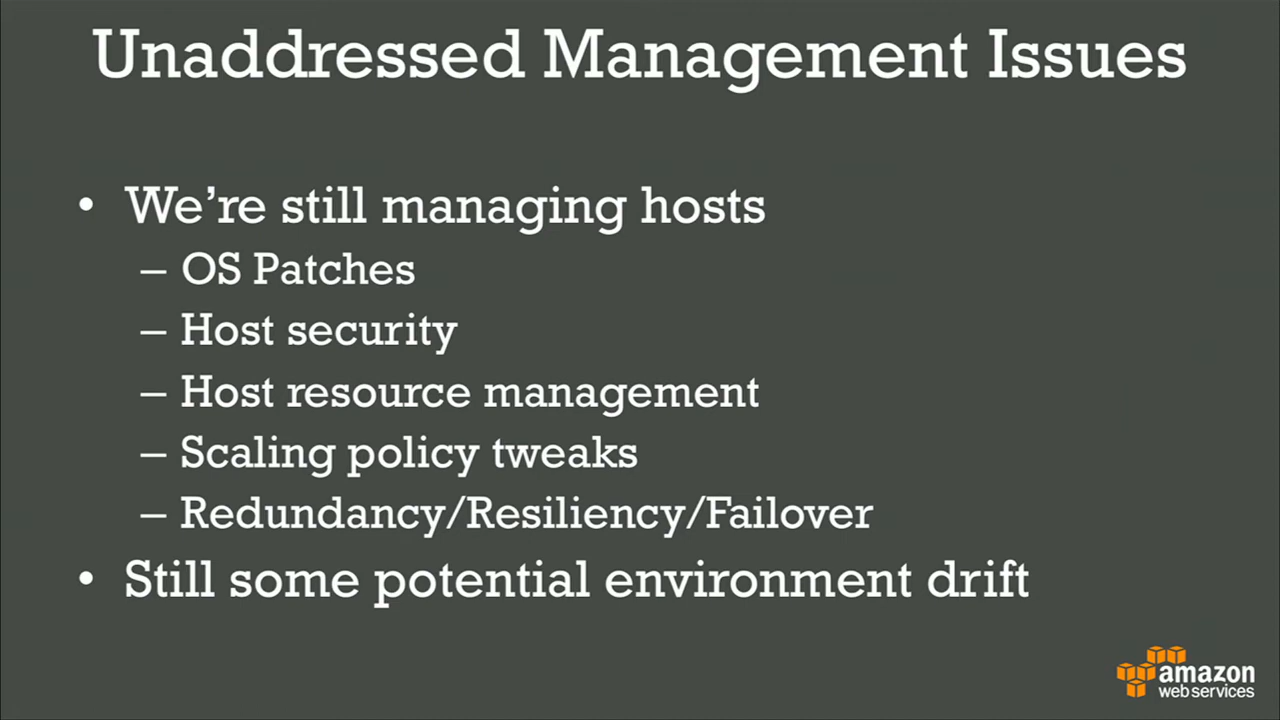 Unaddressed Management Issues
• We’re still managing hosts
– OS Patches
– Host security
– Host resource management
– Scaling policy tweaks
– Redundancy/Resiliency/Failover
• Still some potential environment drift
amazon
web services